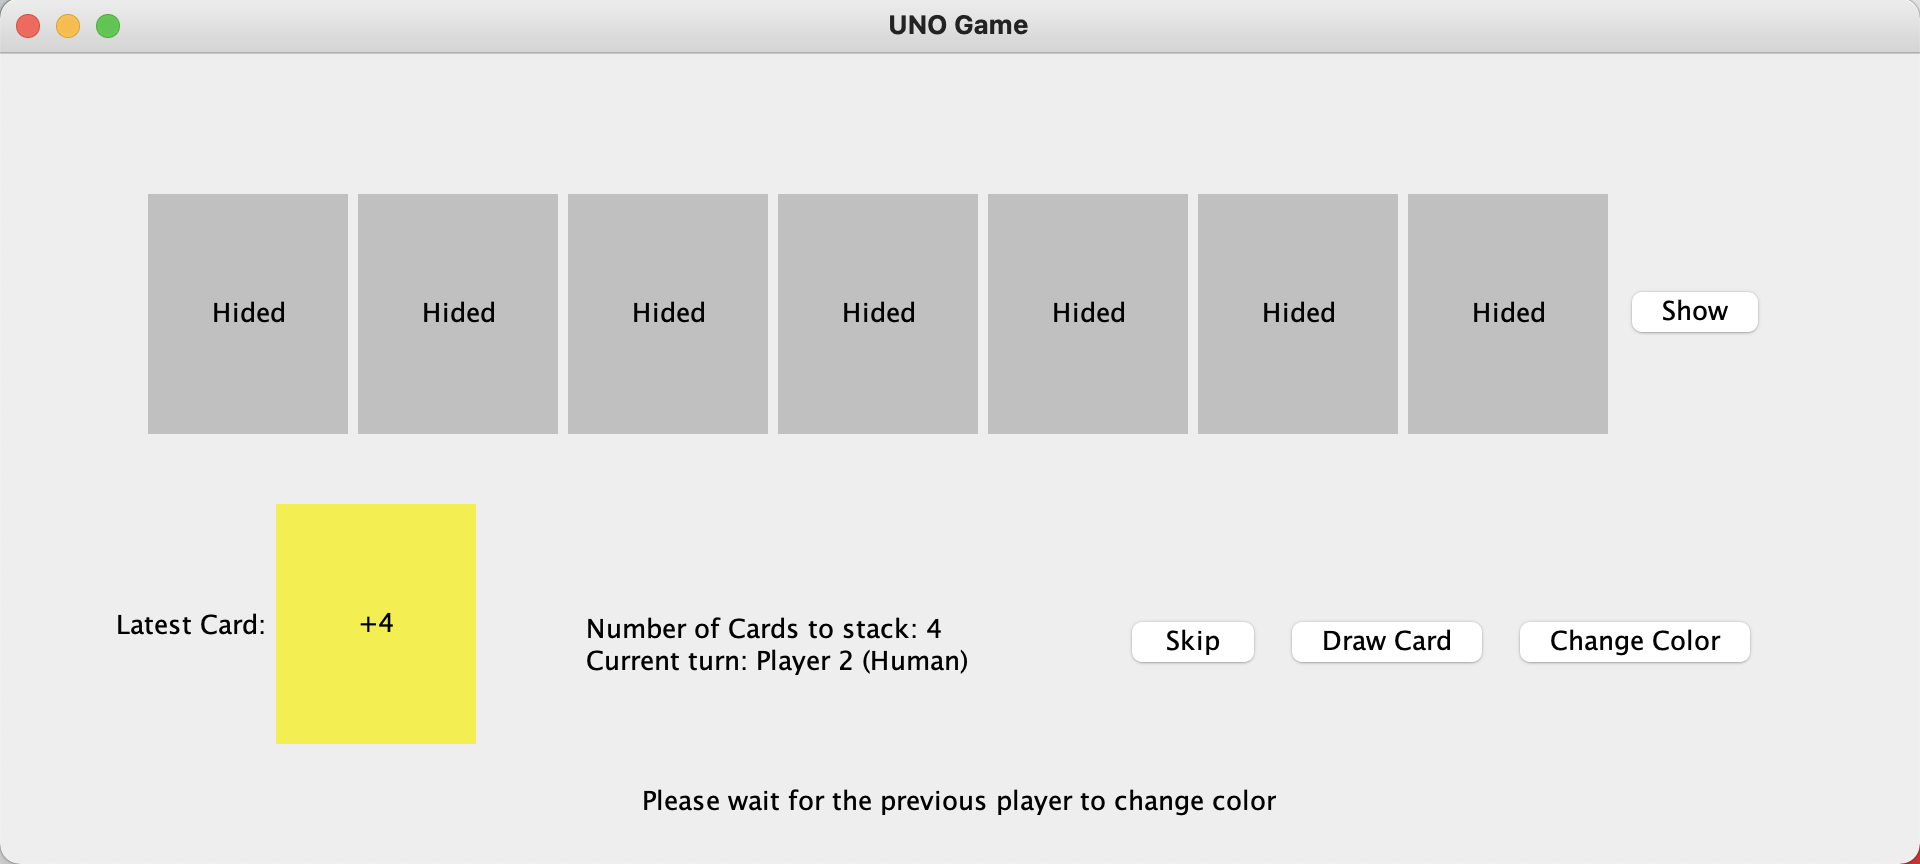 UNO Game
Hided Hided Hided Hided Hided Hided Hided Show
Latest Card: +4
Number of Cards to stack: 4
Current turn: Player 2 (Human)
Skip Draw Card Change Color
Please wait for the previous player to change color